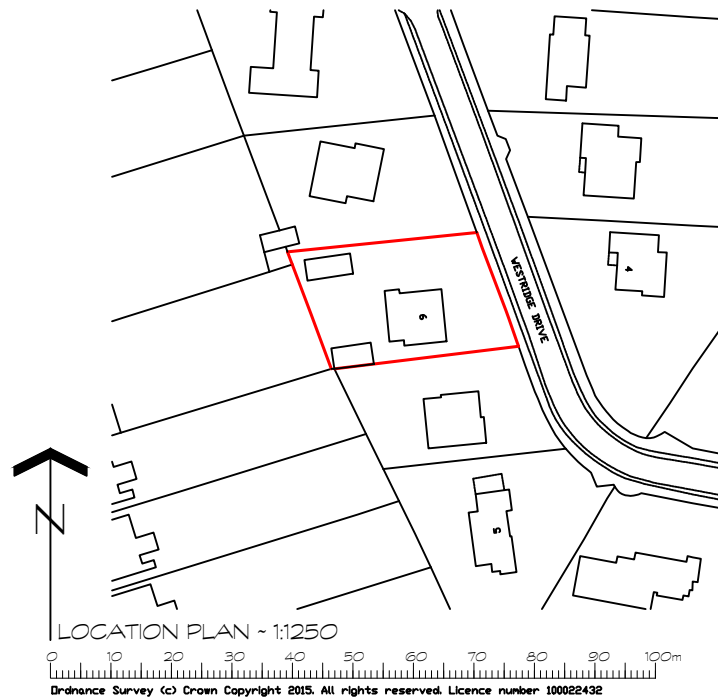 WESTRIDGE DRIVE
4
9
5
N
LOCATION PLAN ~ 1:1250
0 10 20 30 40 50 60 70 80 90 100m
Ordnance Survey (c) Crown Copyright 2015. All rights reserved. Licence number 100022432